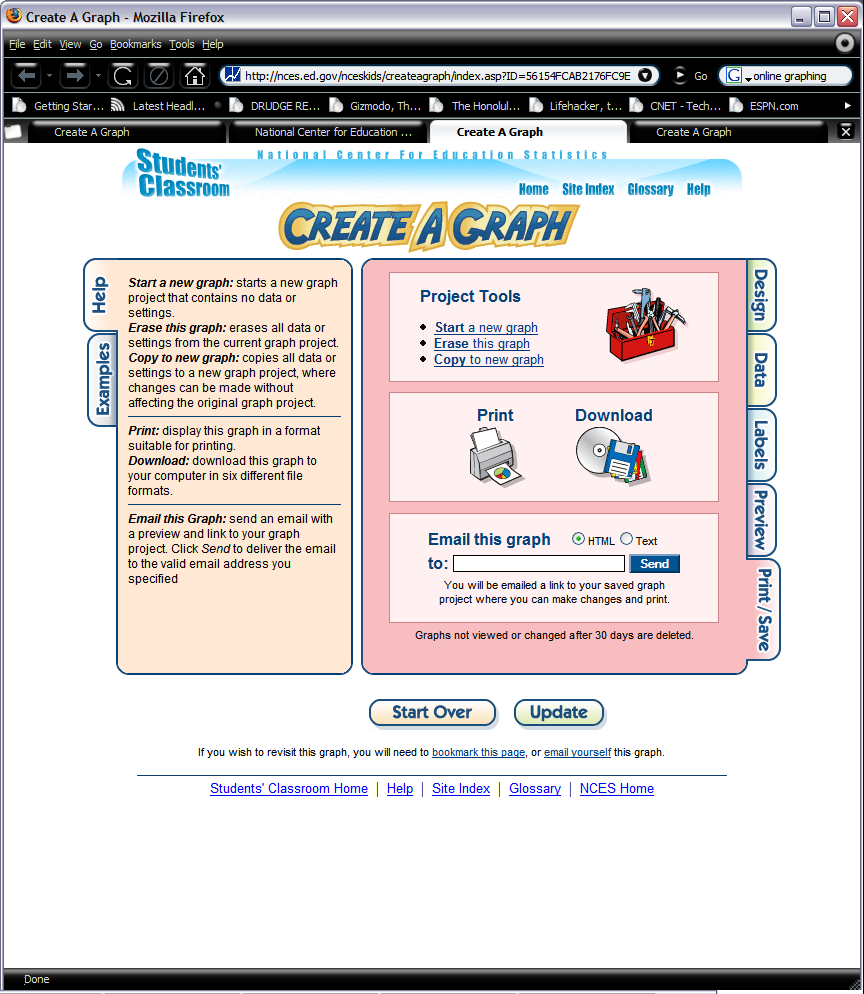 Create A Graph - Mozilla Firefox
File Edit View Go Bookmarks Tools Help
http://nces.ed.gov/nceskids/createagraph/index.asp?ID=56154FCAB2176FC9E Go G online graphing
Getting Star... Latest Headl... DRUDGE RE... Gizmodo, Th... The Honolul... Lifehacker, t... CNET - Tech... ESPN.com
Create A Graph National Center for Education ... Create A Graph Create A Graph
Students'
Classroom
National Center For Education Statistics
Home Site Index Glossary Help
CREATE A GRAPH
Help
Examples
Start a new graph: starts a new graph
project that contains no data or
settings.
Erase this graph: erases all data or
settings from the current graph project.
Copy to new graph: copies all data or
settings to a new graph project, where
changes can be made without
affecting the original graph project.
Print: display this graph in a format
suitable for printing.
Download: download this graph to
your computer in six different file
formats.
Email this Graph: send an email with
a preview and link to your graph
project. Click Send to deliver the email
to the valid email address you
specified
Project Tools
Start a new graph
Erase this graph
Copy to new graph
Print Download
Email this graph HTML Text
to: Send
You will be emailed a link to your saved graph
project where you can make changes and print.
Graphs not viewed or changed after 30 days are deleted.
Design
Data
Labels
Preview
Print / Save
Start Over Update
If you wish to revisit this graph, you will need to bookmark this page, or email yourself this graph.
Students' Classroom Home | Help | Site Index | Glossary | NCES Home
Done